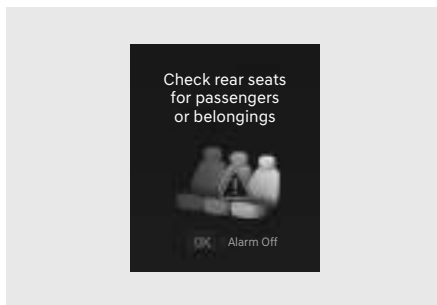 Check rear seats
for passengers
or belongings
OK Alarm Off